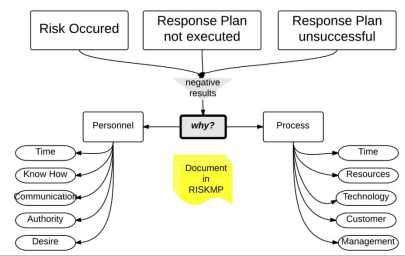 Risk Occured
Response Plan
not executed
Response Plan
unsuccessful
negative
results
Personnel
why?
Process
Time
Know How
Communication
Authority
Desire
Document
in
RISKMP
Time
Resources
Technology
Customer
Management